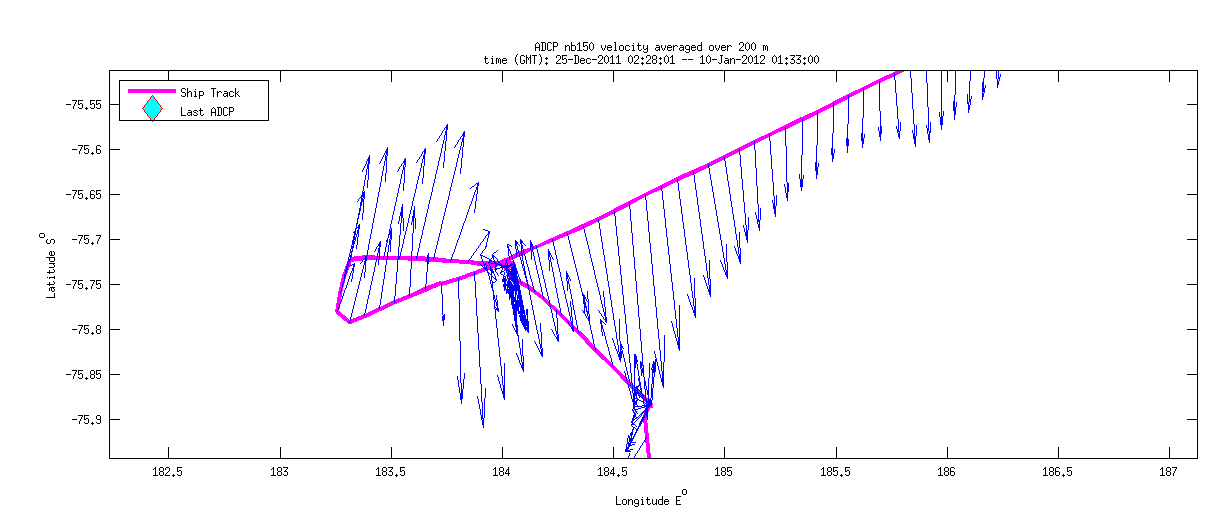 ADCP nb150 velocity averaged over 200 m
time (GMT): 25-Dec-2011 02:28:01 -- 10-Jan-2012 01:33:00
Ship Track
Last ADCP
-75.55
-75.6
-75.65
-75.7
-75.75
-75.8
-75.85
-75.9
Latitude S°
182.5 183 183.5 184 184.5 185 185.5 186 186.5 187
Longitude E°